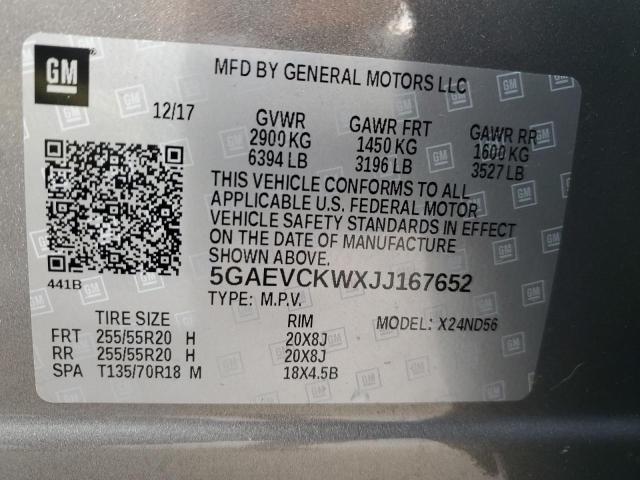 GM
MFD BY GENERAL MOTORS LLC
12/17
GVWR GAWR FRT GAWR RR
2900 KG 1450 KG 1600 KG
6394 LB 3196 LB 3527 LB
THIS VEHICLE CONFORMS TO ALL
APPLICABLE U.S. FEDERAL MOTOR
VEHICLE SAFETY STANDARDS IN EFFECT
ON THE DATE OF MANUFACTURE
SHOWN ABOVE.
441B
5GAEVCKWXJJ167652
TYPE: M.P.V.
TIRE SIZE RIM MODEL: X24ND56
FRT 255/55R20 H 20X8J
RR 255/55R20 H 20X8J
SPA T135/70R18 M 18X4.5B